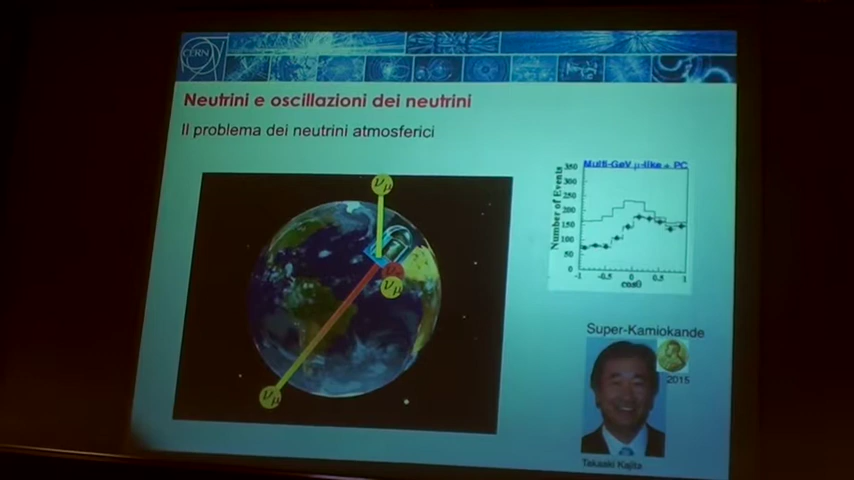 CERN
Neutrini e oscillazioni dei neutrini
Il problema dei neutrini atmosferici
νμ
νμ
νμ
Multi-GeV μ-like + PC
Number of Events
350
300
250
200
150
100
50
0
-1 -0.5 0 0.5 1
cosθ
Super-Kamiokande
2015
Takaaki Kajita